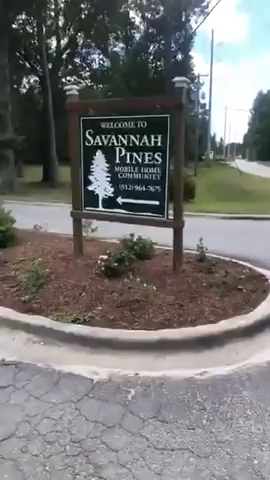 WELCOME TO
SAVANNAH
PINES
MOBILE HOME
COMMUNITY
(912) 964-7675